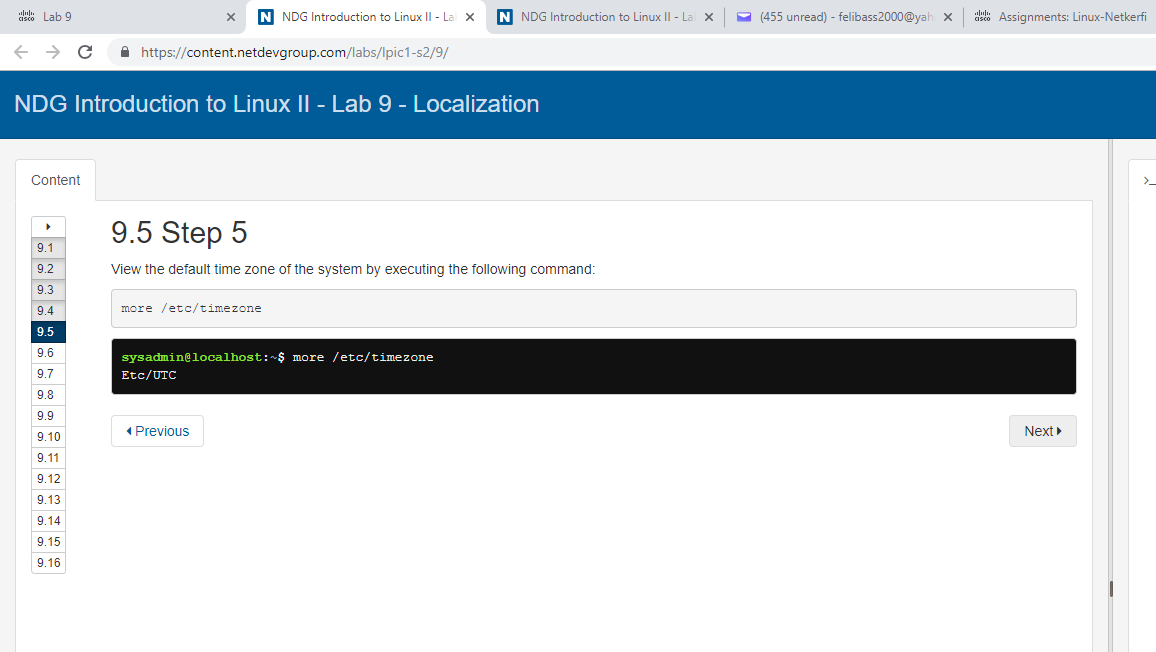 Lab 9
NDG Introduction to Linux II - La
NDG Introduction to Linux II - La
(455 unread) - felibass2000@yah
Assignments: Linux-Netkerfi
https://content.netdevgroup.com/labs/lpic1-s2/9/
NDG Introduction to Linux II - Lab 9 - Localization
Content
>_
9.1
9.2
9.3
9.4
9.5
9.6
9.7
9.8
9.9
9.10
9.11
9.12
9.13
9.14
9.15
9.16
9.5 Step 5
View the default time zone of the system by executing the following command:
more /etc/timezone
sysadmin@localhost:~$ more /etc/timezone
Etc/UTC
Previous
Next